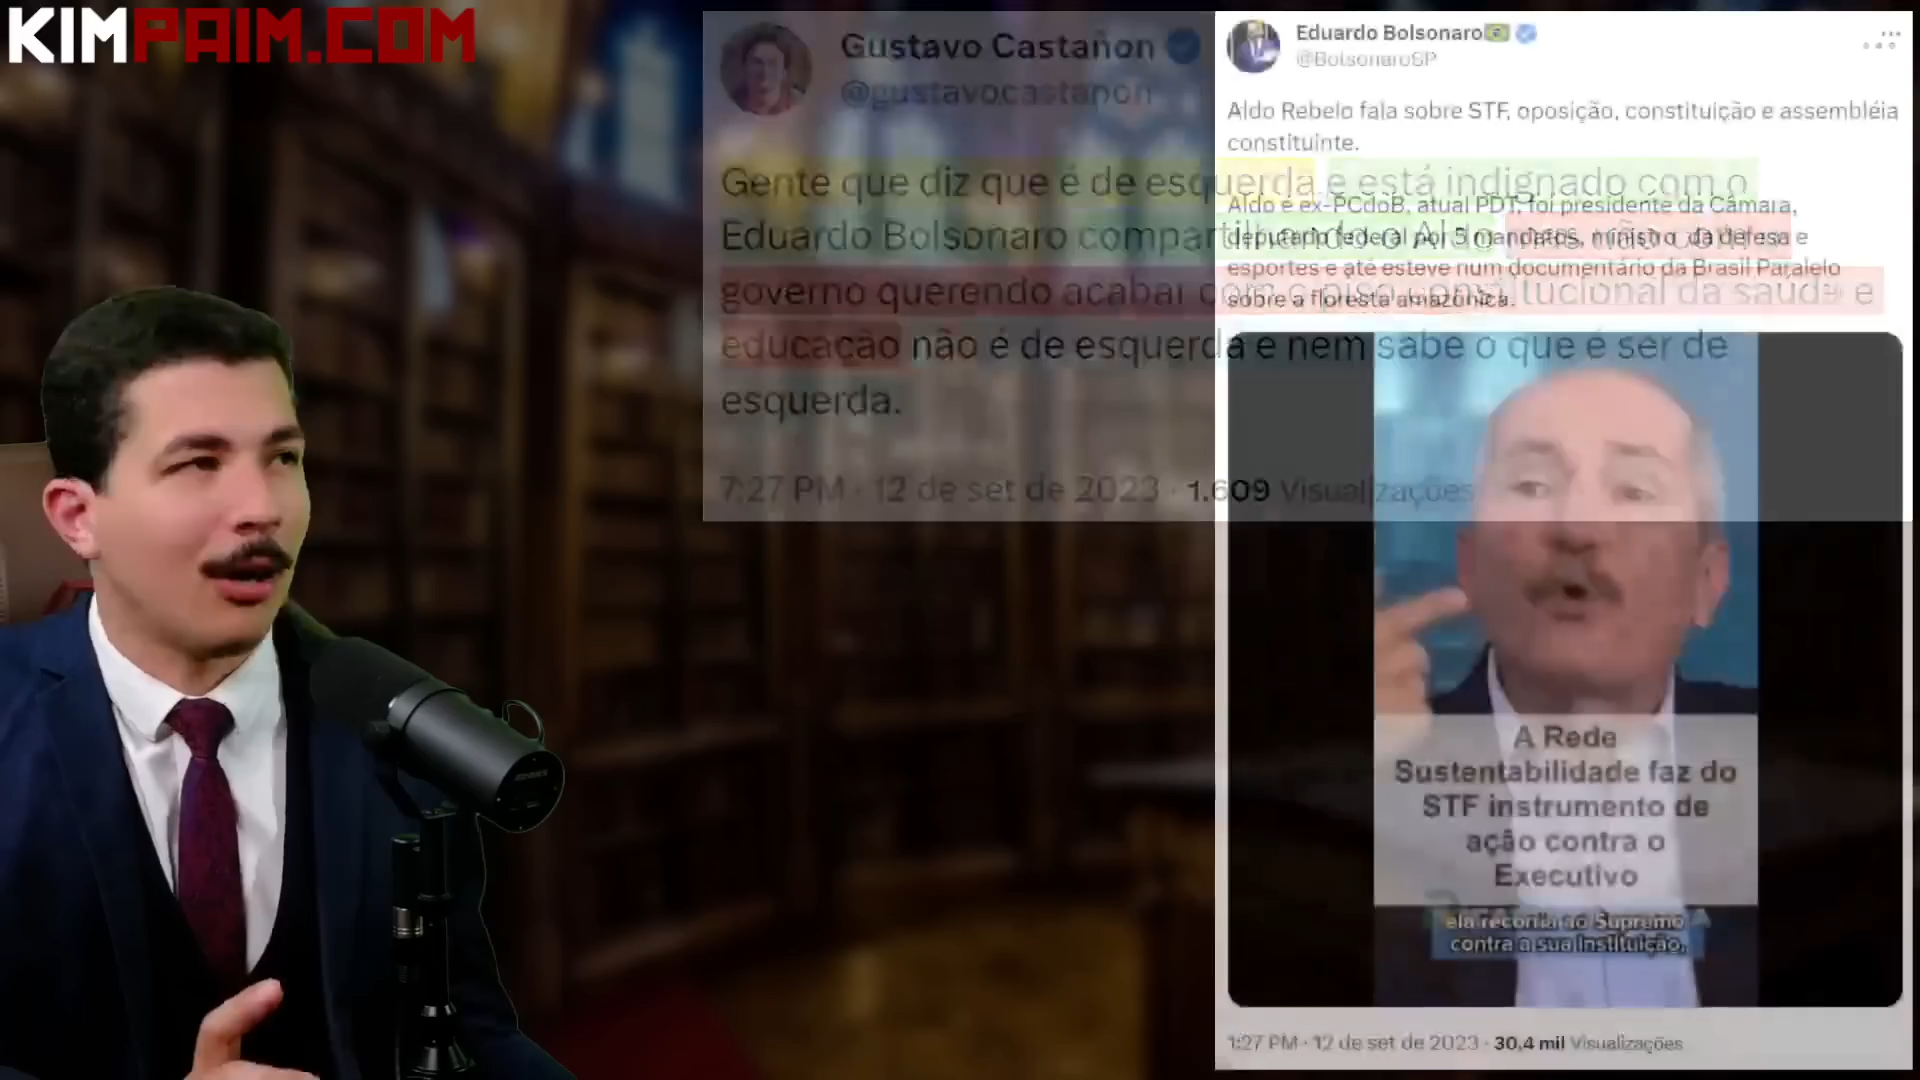 KIMPAIM.COM
Gustavo Castañon
@gustavocastanon
Gente que diz que é de esquerda e está indignado com o
Eduardo Bolsonaro compartilhando o Aldo e não com o
governo querendo acabar com o piso constitucional da saúde e
educação não é de esquerda e nem sabe o que é ser de
esquerda.
7:27 PM · 12 de set de 2023 · 1.609 Visualizações
Eduardo Bolsonaro
@BolsonaroSP
Aldo Rebelo fala sobre STF, oposição, constituição e assembléia
constituinte.
Aldo é ex-PCdoB, atual PDT, foi presidente da Câmara,
deputado federal por 5 mandatos, ministro da defesa e
esportes e até esteve num documentário da Brasil Paralelo
sobre a floresta amazônica.
A Rede
Sustentabilidade faz do
STF instrumento de
ação contra o
Executivo
ela recorria ao Supremo
contra a sua Instituição.
1:27 PM · 12 de set de 2023 · 30,4 mil Visualizações